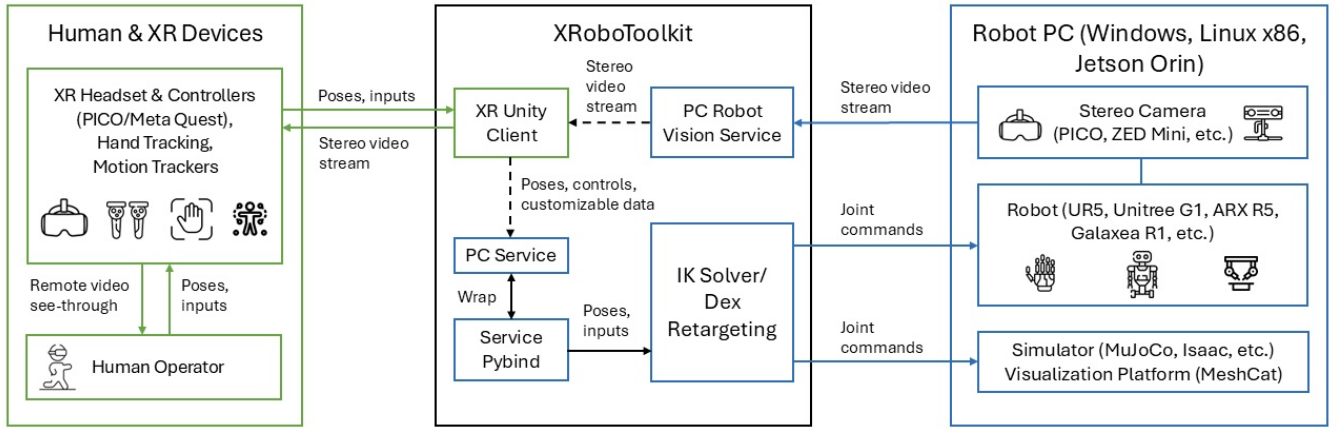 Human & XR Devices
XR Headset & Controllers
(PICO/Meta Quest),
Hand Tracking,
Motion Trackers
Remote video
see-through
Poses,
inputs
Human Operator
Poses, inputs
Stereo video
stream
XRoboToolkit
XR Unity
Client
Stereo
video
stream
PC Robot
Vision Service
Poses, controls,
customizable data
PC Service
Wrap
Service
Pybind
Poses,
inputs
IK Solver/
Dex
Retargeting
Stereo video
stream
Joint
commands
Joint
commands
Robot PC (Windows, Linux x86,
Jetson Orin)
Stereo Camera
(PICO, ZED Mini, etc.)
Robot (UR5, Unitree G1, ARX R5,
Galaxea R1, etc.)
Simulator (MuJoCo, Isaac, etc.)
Visualization Platform (MeshCat)